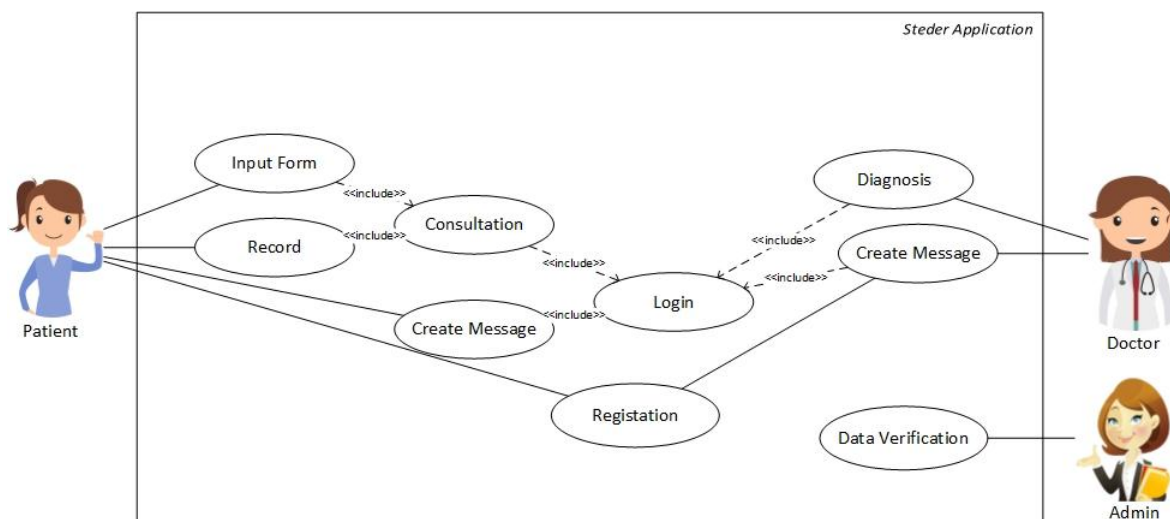 Steder Application
Input Form
<<include>>
Diagnosis
Consultation
Record
<<include>>
<<include>>
Create Message
<<include>>
<<include>>
Login
Patient
Create Message
<<include>>
Doctor
Registation
Data Verification
Admin